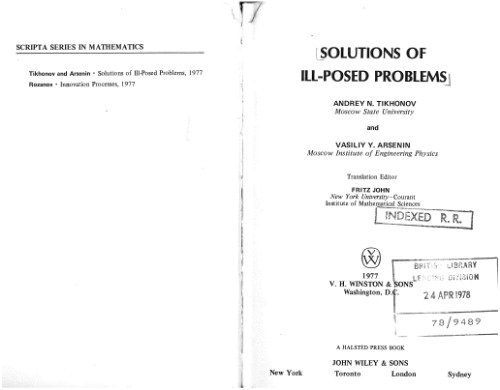 SCRIPTA SERIES IN MATHEMATICS
Tikhonov and Arsenin • Solutions of Ill-Posed Problems, 1977
Rozanov • Innovation Processes, 1977
SOLUTIONS OF
ILL-POSED PROBLEMS
ANDREY N. TIKHONOV
Moscow State University
and
VASILIY Y. ARSENIN
Moscow Institute of Engineering Physics
Translation Editor
FRITZ JOHN
New York University–Courant
Institute of Mathematical Sciences
INDEXED R.R.
VW
1977
V. H. WINSTON & SONS
Washington, D.C.
BRITISH LIBRARY
LENDING DIVISION
24 APR 1978
78/9489
A HALSTED PRESS BOOK
JOHN WILEY & SONS
New York Toronto London Sydney